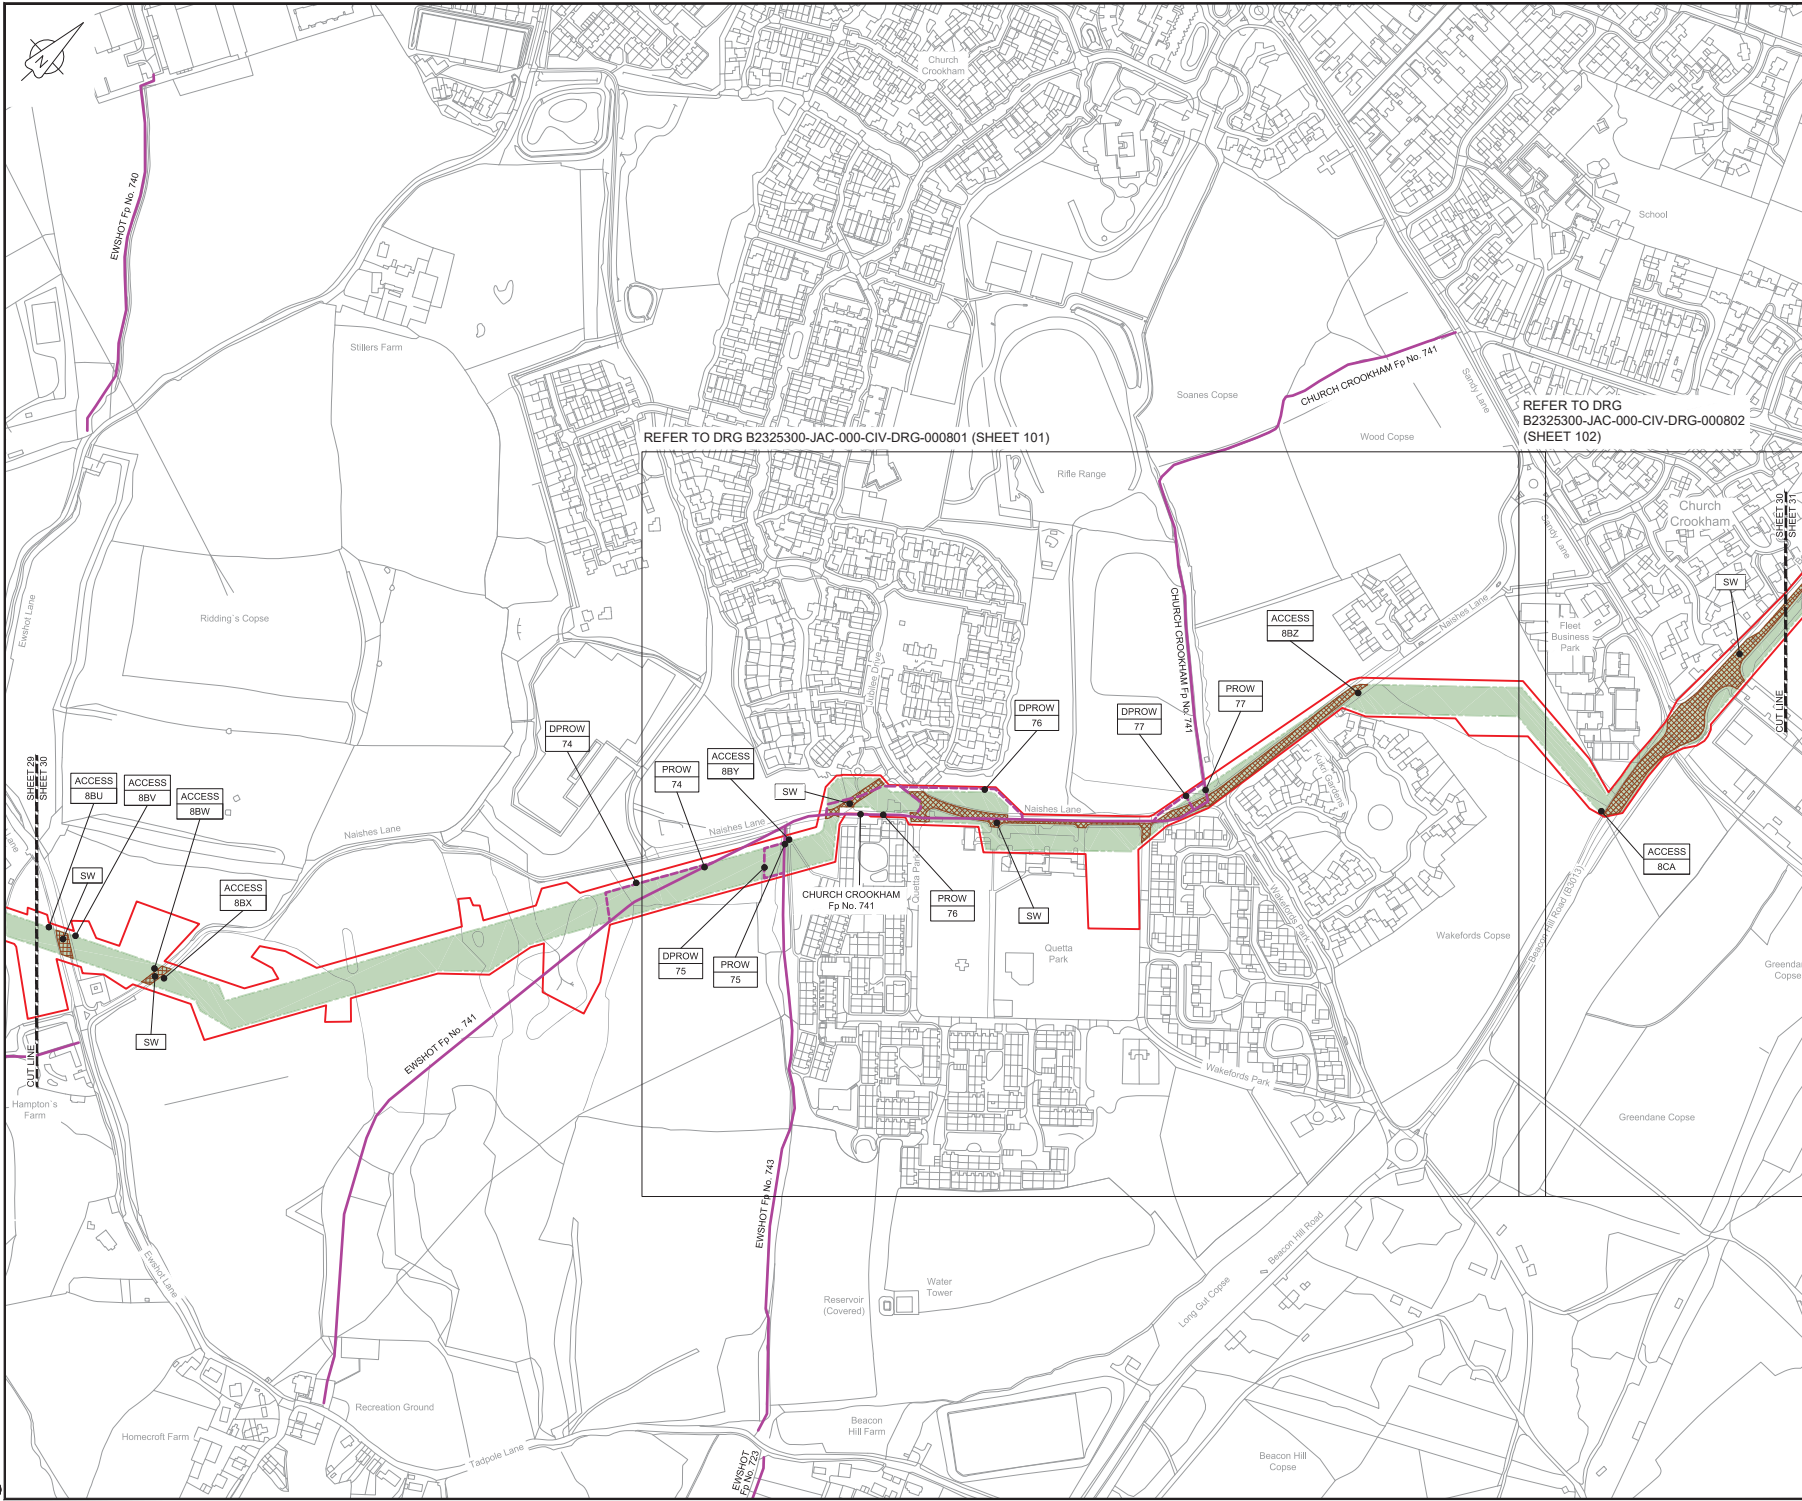 N
Church
Crookham
EWSHOT Fp No. 740
School
Stillers Farm
Soanes Copse
CHURCH CROOKHAM Fp No. 741
Sandy Lane
REFER TO DRG
B2325300-JAC-000-CIV-DRG-000802
(SHEET 102)
REFER TO DRG B2325300-JAC-000-CIV-DRG-000801 (SHEET 101)
Wood Copse
Rifle Range
Church
Crookham
SHEET 30
SHEET 31
CUT LINE
Sandy Lane
SW
Ewshot Lane
Ridding's Copse
Naishes Lane
Fleet
Business
Park
ACCESS
8BZ
CHURCH CROOKHAM Fp No. 741
Jubilee Drive
PROW
77
DPROW
77
DPROW
76
DPROW
74
PROW
74
ACCESS
8BY
SW
SHEET 29
SHEET 30
ACCESS
8BU
ACCESS
8BV
ACCESS
8BW
Naishes Lane
Naishes Lane
Naishes Lane
Kuku Gardens
ACCESS
8CA
SW
ACCESS
8BX
CHURCH CROOKHAM
Fp No. 741
Quetta Park
PROW
76
SW
Wakefords Park
Wakefords Copse
Beacon Hill Road (B3013)
DPROW
75
PROW
75
Quetta
Park
Copse
SW
EWSHOT Fp No. 741
CUT LINE
Hampton's
Farm
Wakefords Park
Greendane Copse
EWSHOT Fp No. 743
Ewshot Lane
Beacon Hill Road
Long Gut Copse
Water
Tower
Reservoir
(Covered)
Recreation Ground
Homecroft Farm
Tadpole Lane
Beacon
Hill Farm
EWSHOT
Fp No. 723
Beacon Hill
Copse